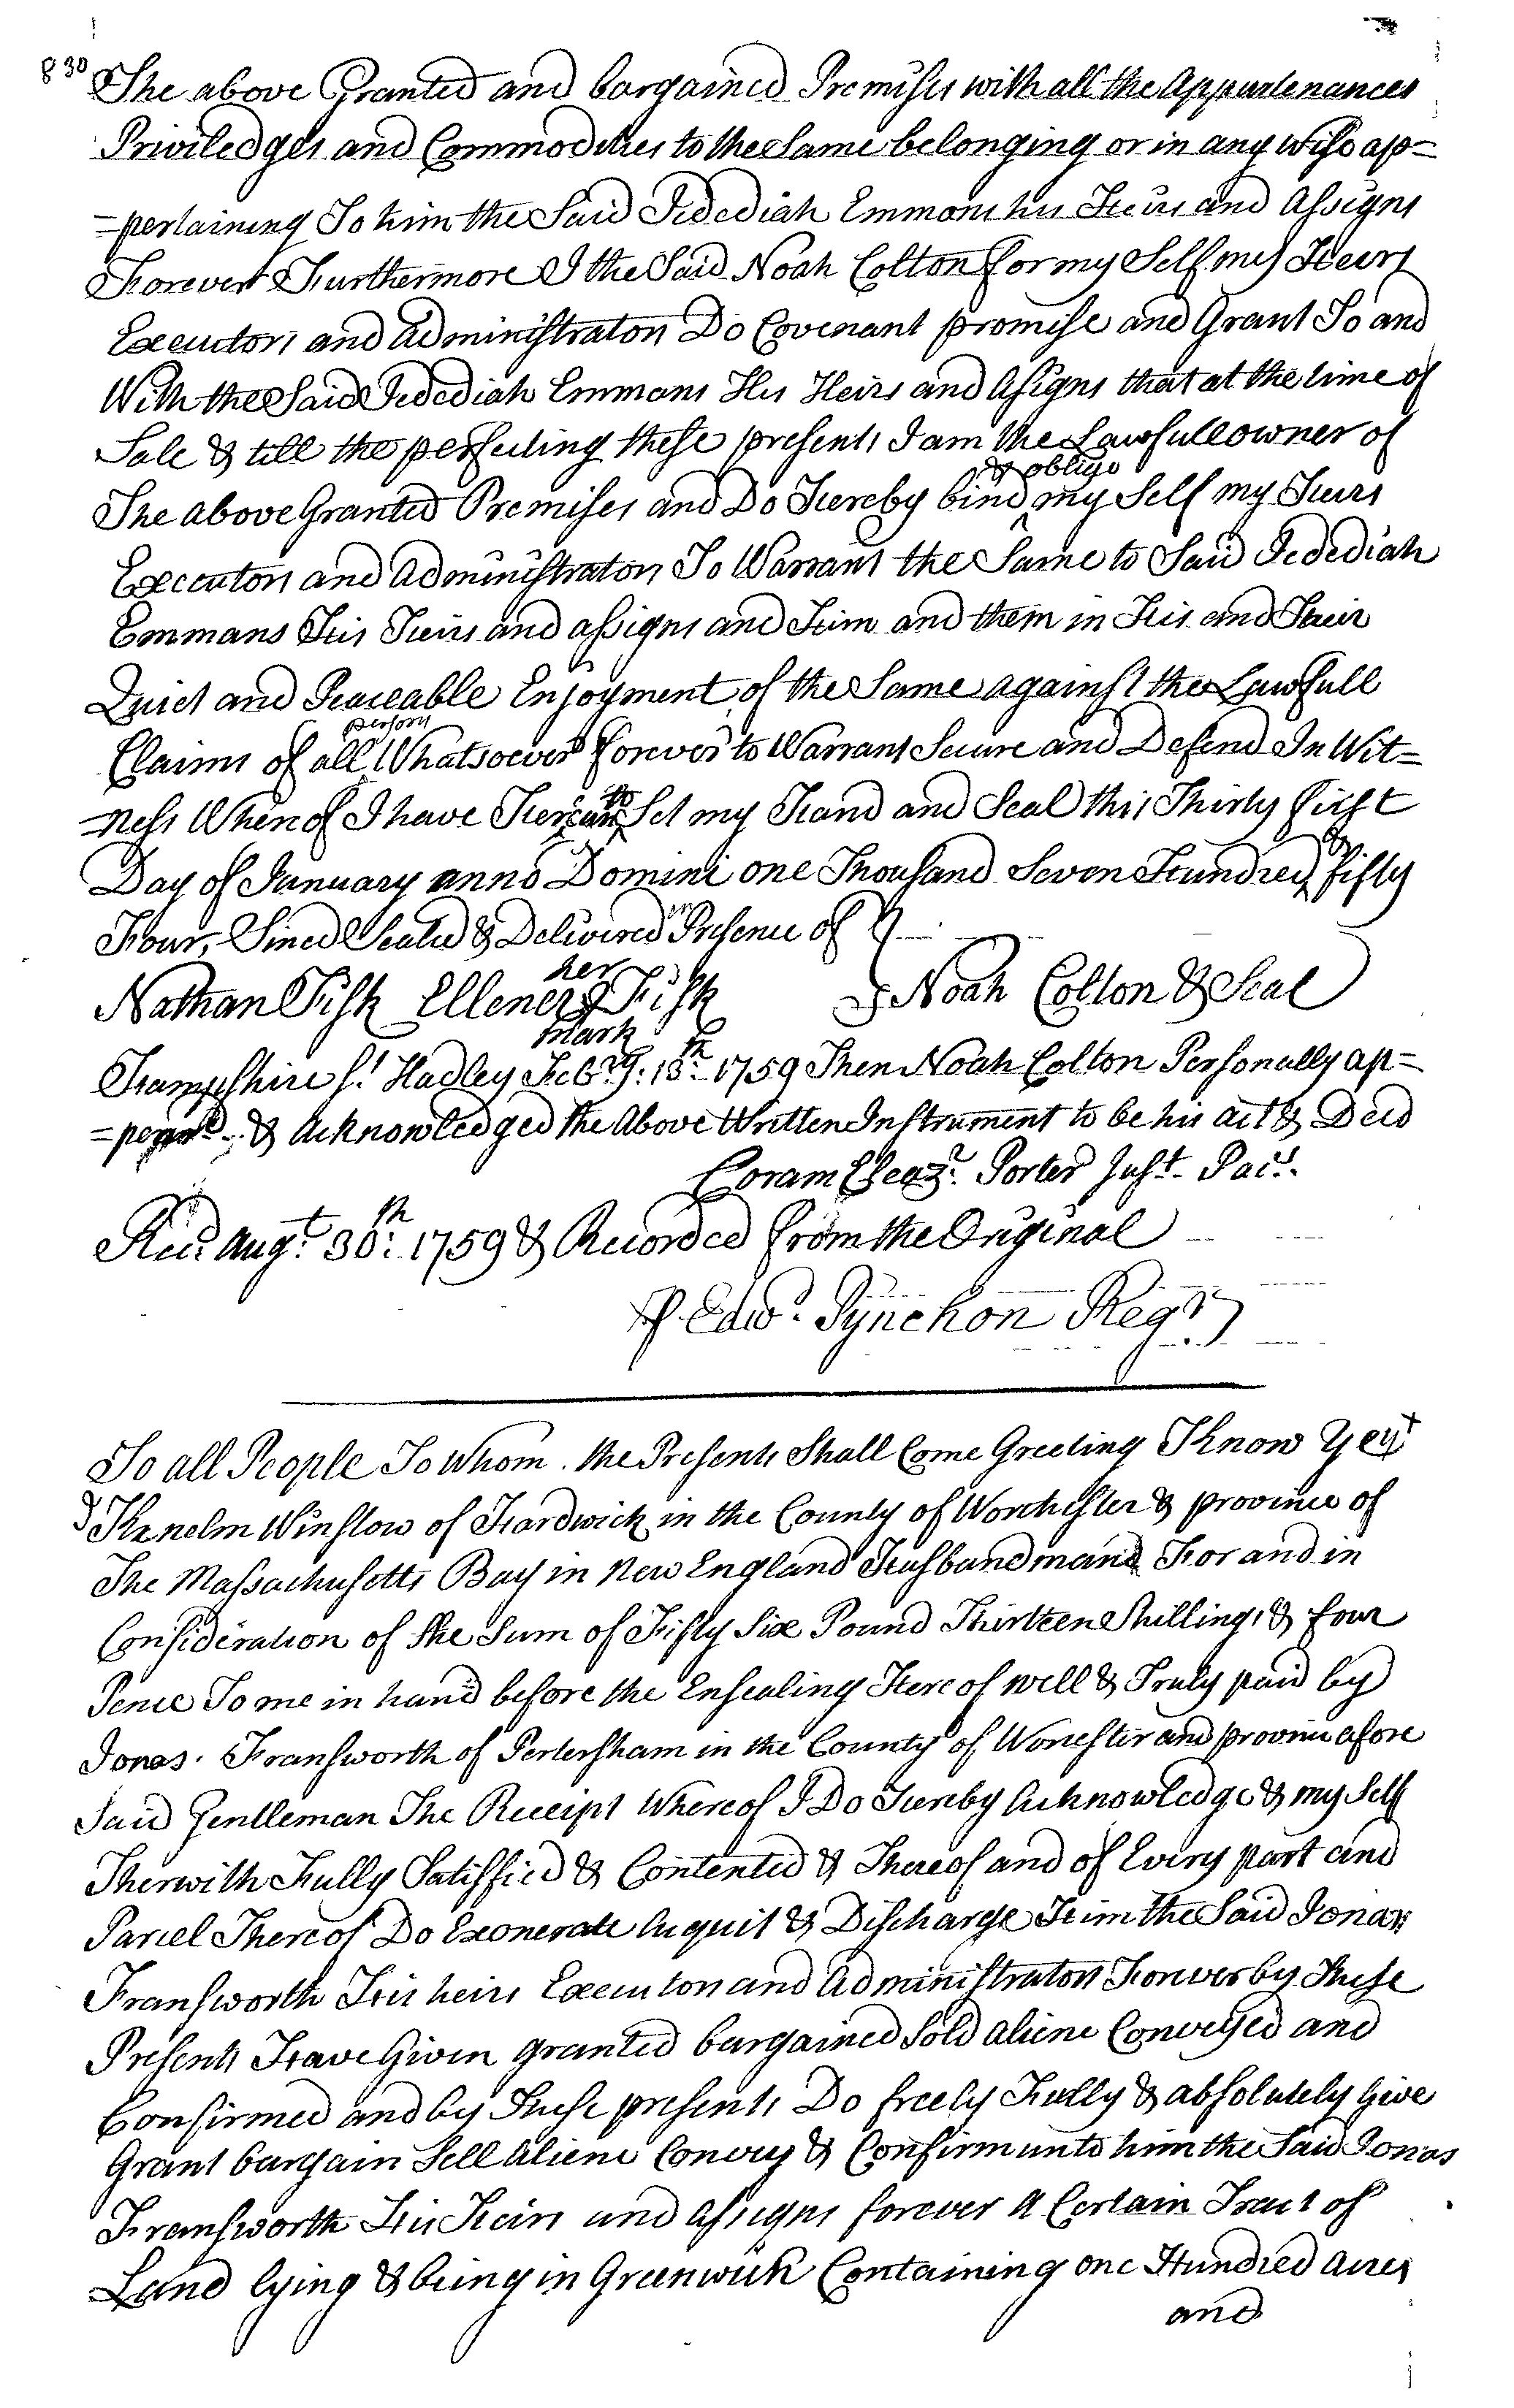 830
The above Granted and bargained Premises with all the Appurtenances
Priviledges and Commodities to the Same belonging or in any Wise ap=
=pertaining To him the Said Jedediah Emmons his Heirs and Assigns
Forever Furthermore I the Said Noah Colton for my Self my Heirs
Executors and Administrators Do Covenant promise and Grant To and
With the Said Jedediah Emmans His Heirs and Assigns that at the time of
Sale & till the perfecting these presents I am the Lawfull owner of
The above Granted Premises and Do Hereby bind & oblige my Self my Heirs
Executors and Administrators To Warrant the Same to Said Jedediah
Emmans His Heirs and assigns and Him and them in His and Their
Quiet and Peaceable Enjoyment of the Same against the Lawfull
Claims of all persons Whatsoever forever to Warrant Secure and Defend In Wit=
=ness Whereof I have Hereunto Set my Hand and Seal this Thirty first
Day of January anno Domini one Thousand Seven Hundred & fifty
Four, Sined Sealed & Delivered in Presence of
Nathan Fisk Ellener her mark Fisk Noah Colton & Seal
Hampshire Ss. Hadley Febry. 13th. 1759 Then Noah Colton Personally ap=
=peard & Acknowledged the Above Written Instrument to be his act & Deed
Coram Eleazr. Porter Just. Pacs.
Recd. Augt. 30th. 1759 & Recorded from the Original
P. Edwd. Pynchon Regr.
To all People To Whom the Presents Shall Come Greeting Know Ye yt
I Kenelm Winslow of Hardwick in the County of Worchester & province of
The Massachusetts Bay in New England Husbandman For and in
Consideration of the Sum of Fifty Six Pound Thirteen Shillings & four
Pence To me in hand before the Ensealing Hereof well & Truly paid by
Jonas Fransworth of Pertersham in the County of Worcester and province afore
Said Gentleman The Receipt Whereof I Do Hereby Acknowledge & my Self
Therwith Fully Satisfied & Contented & Thereof and of Every part and
Parcel Thereof Do Exonerate Acquit & Discharge Him the Said Jonas
Fransworth His heirs Executors and Administrators Forever by These
Presents Have Given granted bargained Sold aliene Conveyed and
Confirmed and by These presents Do freely Fully & absolutely Give
Grant bargain Sell Aliene Convey & Confirm unto him the Said Jonas
Fransworth His Heirs and assigns forever A Certain Tract of
Land lying & being in Greenwich Containing one Hundred acres
and